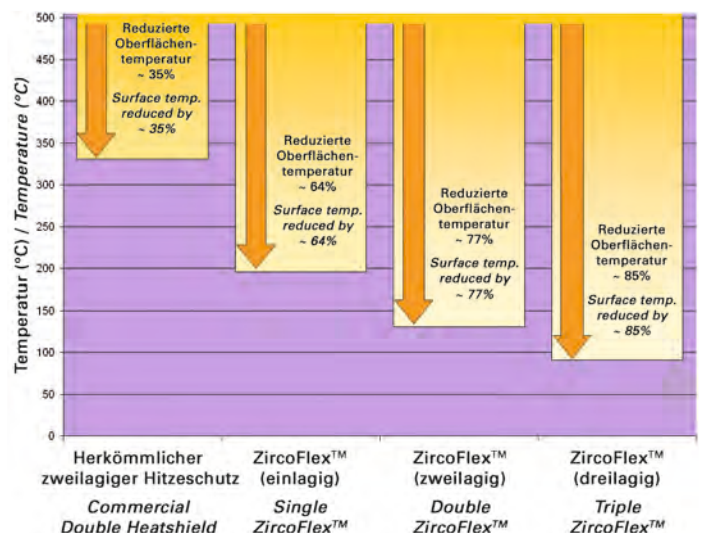 Temperatur (°C) / Temperature (°C)
500
450
400
350
300
250
200
150
100
50
0
Reduzierte
Oberflächen-
temperatur
~ 35%
Surface temp.
reduced by
~ 35%
Reduzierte
Oberflächen-
temperatur
~ 64%
Surface temp.
reduced by
~ 64%
Reduzierte
Oberflächen-
temperatur
~ 77%
Surface temp.
reduced by
~ 77%
Reduzierte
Oberflächen-
temperatur
~ 85%
Surface temp.
reduced by
~ 85%
Herkömmlicher
zweilagiger Hitzeschutz
Commercial
Double Heatshield
ZircoFlex™
(einlagig)
Single
ZircoFlex™
ZircoFlex™
(zweilagig)
Double
ZircoFlex™
ZircoFlex™
(dreilagig)
Triple
ZircoFlex™